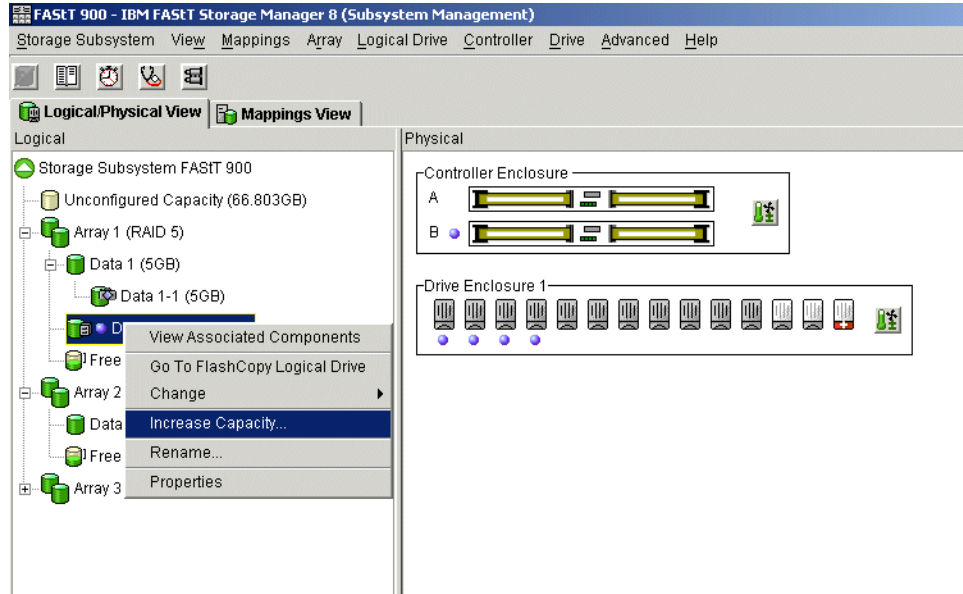 FAStT 900 - IBM FAStT Storage Manager 8 (Subsystem Management)
Storage Subsystem View Mappings Array Logical Drive Controller Drive Advanced Help
Logical/Physical View Mappings View
Logical
Storage Subsystem FAStT 900
Unconfigured Capacity (66.803GB)
Array 1 (RAID 5)
Data 1 (5GB)
Data 1-1 (5GB)
D
Free
Array 2
Data
Free
Array 3
View Associated Components
Go To FlashCopy Logical Drive
Change
Increase Capacity...
Rename...
Properties
Physical
Controller Enclosure
A
B
Drive Enclosure 1